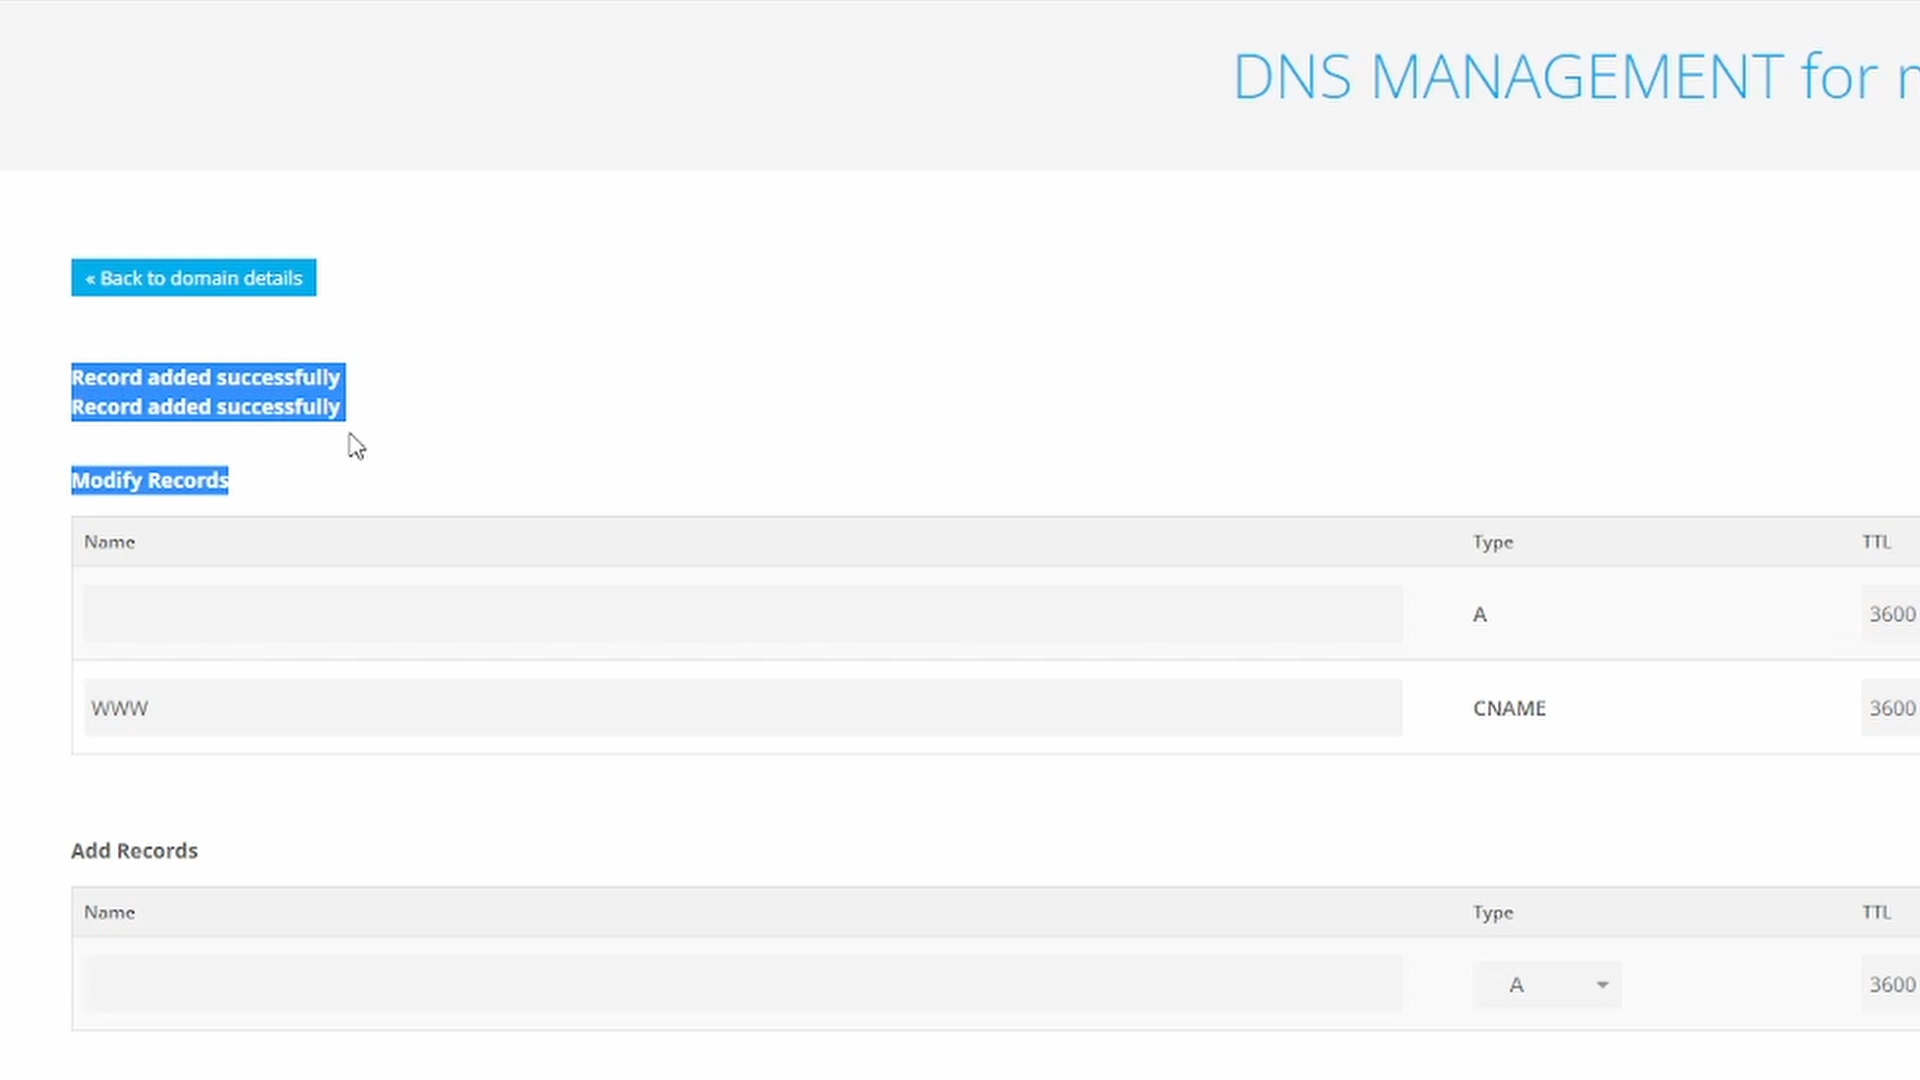 DNS MANAGEMENT for
« Back to domain details
Record added successfully
Record added successfully
Modify Records
Name Type TTL
A 3600
WWW CNAME 3600
Add Records
Name Type TTL
A 3600